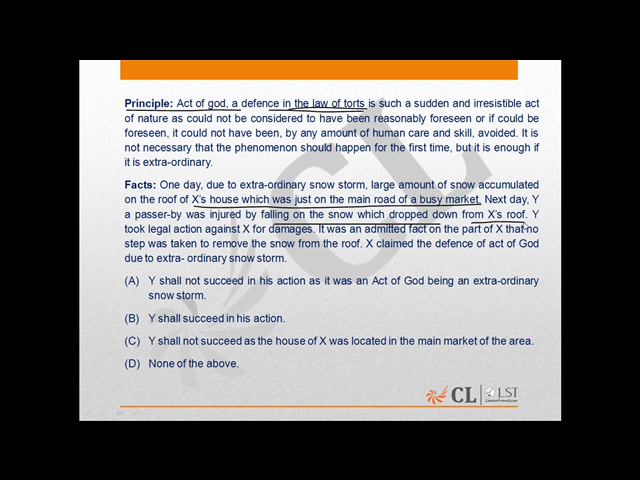 Principle: Act of god, a defence in the law of torts is such a sudden and irresistible act
of nature as could not be considered to have been reasonably foreseen or if could be
foreseen, it could not have been, by any amount of human care and skill, avoided. It is
not necessary that the phenomenon should happen for the first time, but it is enough if
it is extra-ordinary.
Facts: One day, due to extra-ordinary snow storm, large amount of snow accumulated
on the roof of X's house which was just on the main road of a busy market. Next day, Y
a passer-by was injured by falling on the snow which dropped down from X's roof. Y
took legal action against X for damages. It was an admitted fact on the part of X that no
step was taken to remove the snow from the roof. X claimed the defence of act of God
due to extra- ordinary snow storm.
(A) Y shall not succeed in his action as it was an Act of God being an extra-ordinary
snow storm.
(B) Y shall succeed in his action.
(C) Y shall not succeed as the house of X was located in the main market of the area.
(D) None of the above.
CL LST